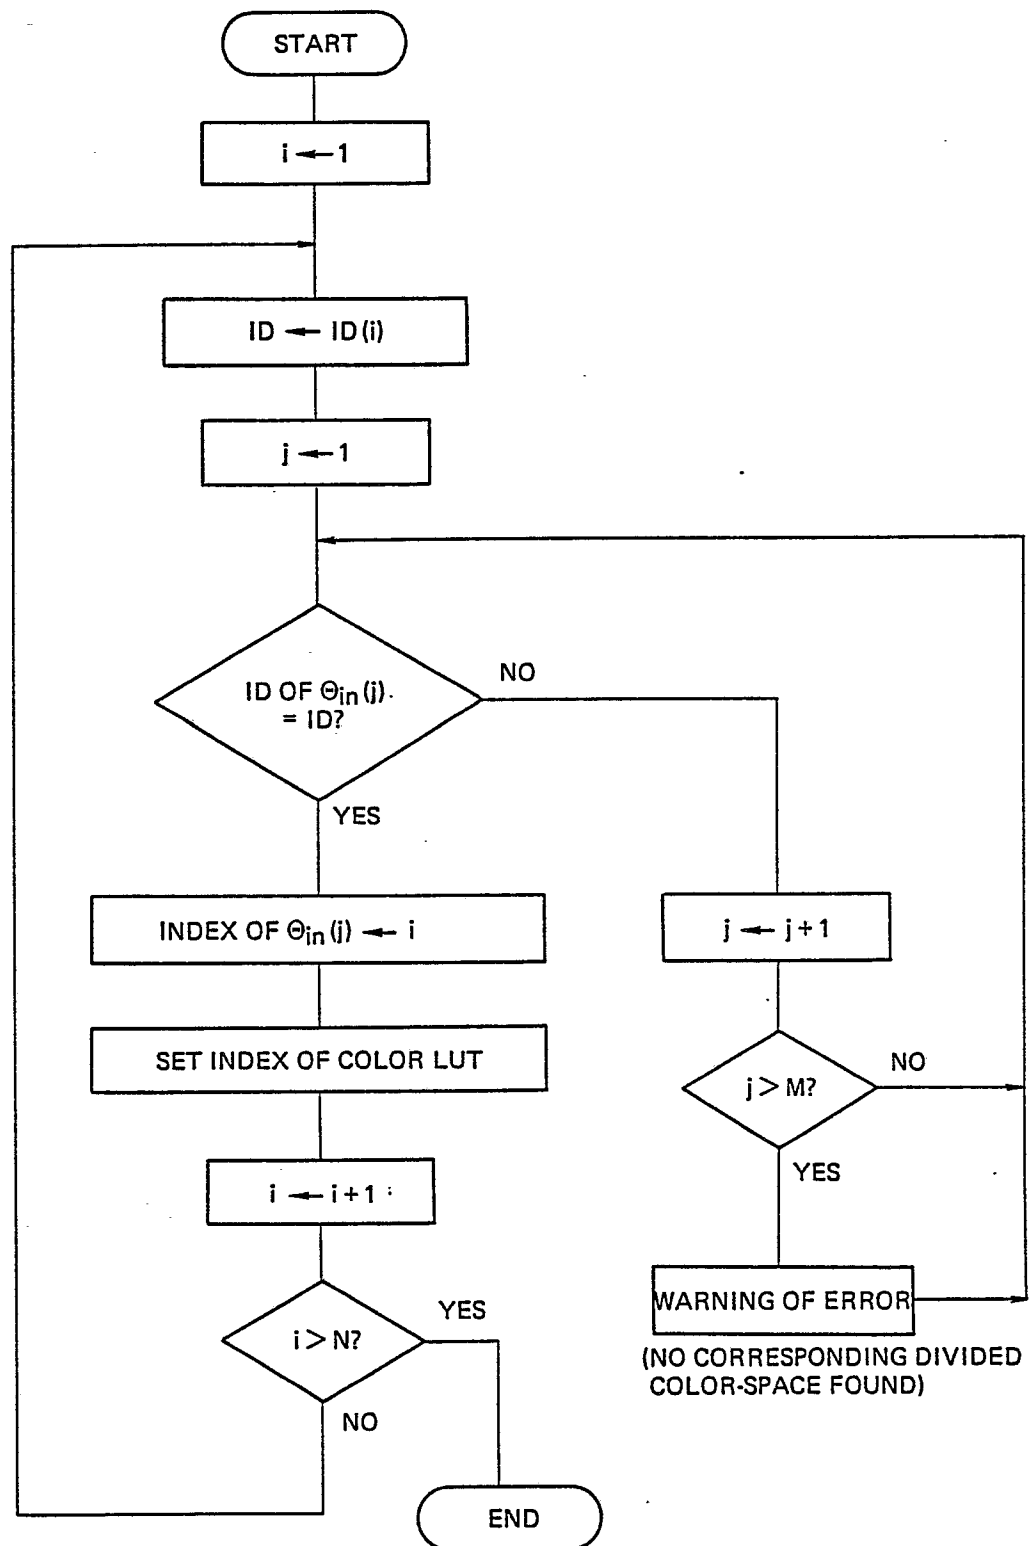 START
i ← 1
ID ← ID(i)
j ← 1
ID OF Θin(j)
= ID?
NO
YES
INDEX OF Θin(j) ← i
j ← j+1
SET INDEX OF COLOR LUT
j > M?
NO
YES
i ← i+1
WARNING OF ERROR
(NO CORRESPONDING DIVIDED
COLOR-SPACE FOUND)
i > N?
YES
NO
END